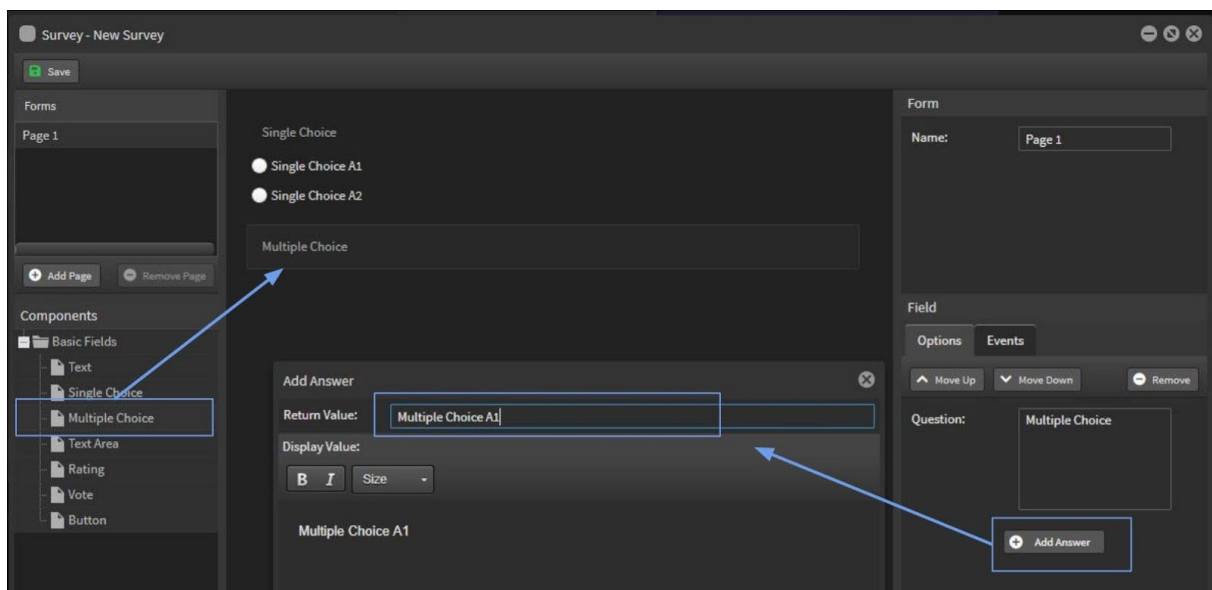 Survey - New Survey
Save
Forms
Page 1
Add Page
Remove Page
Components
Basic Fields
Text
Single Choice
Multiple Choice
Text Area
Rating
Vote
Button
Single Choice
Single Choice A1
Single Choice A2
Multiple Choice
Add Answer
Return Value: Multiple Choice A1
Display Value:
B I Size
Multiple Choice A1
Form
Name: Page 1
Field
Options Events
Move Up Move Down Remove
Question: Multiple Choice
Add Answer